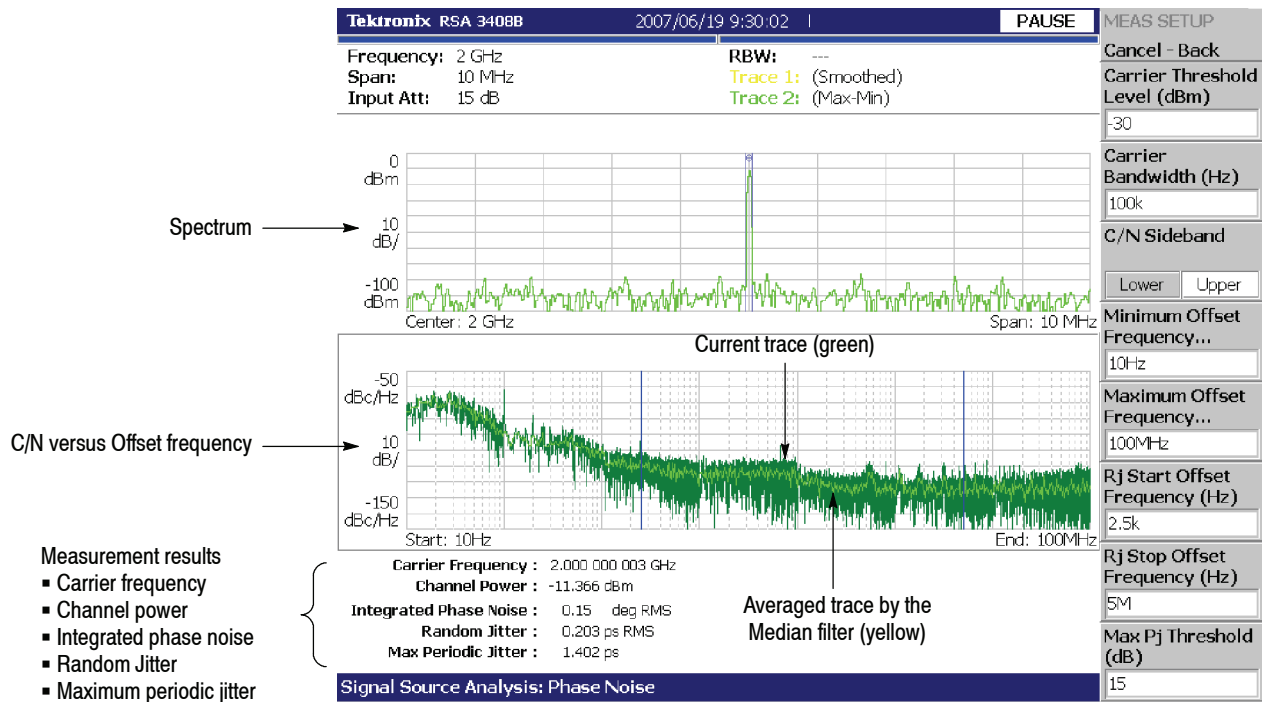 Tektronix RSA 3408B 2007/06/19 9:30:02 | PAUSE
Frequency: 2 GHz
Span: 10 MHz
Input Att: 15 dB
RBW: ---
Trace 1: (Smoothed)
Trace 2: (Max-Min)
Spectrum
0
dBm
10
dB/
-100
dBm
Center: 2 GHz Span: 10 MHz
Current trace (green)
C/N versus Offset frequency
-50
dBc/Hz
10
dB/
-150
dBc/Hz
Start: 10Hz End: 100MHz
Averaged trace by the
Median filter (yellow)
Measurement results
▪ Carrier frequency
▪ Channel power
▪ Integrated phase noise
▪ Random Jitter
▪ Maximum periodic jitter
Carrier Frequency : 2.000 000 003 GHz
Channel Power : -11.366 dBm
Integrated Phase Noise : 0.15 deg RMS
Random Jitter : 0.203 ps RMS
Max Periodic Jitter : 1.402 ps
Signal Source Analysis: Phase Noise
MEAS SETUP
Cancel - Back
Carrier Threshold
Level (dBm)
-30
Carrier
Bandwidth (Hz)
100k
C/N Sideband
Lower Upper
Minimum Offset
Frequency...
10Hz
Maximum Offset
Frequency...
100MHz
Rj Start Offset
Frequency (Hz)
2.5k
Rj Stop Offset
Frequency (Hz)
5M
Max Pj Threshold
(dB)
15